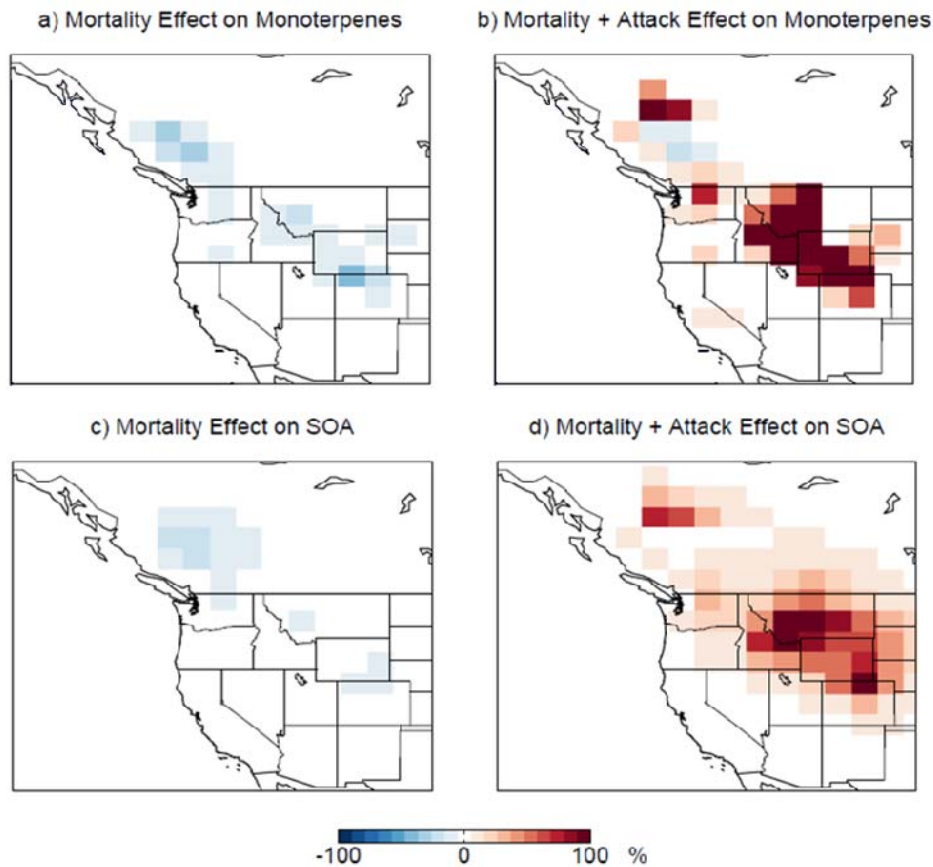 a) Mortality Effect on Monoterpenes
b) Mortality + Attack Effect on Monoterpenes
c) Mortality Effect on SOA
d) Mortality + Attack Effect on SOA
-100 0 100 %